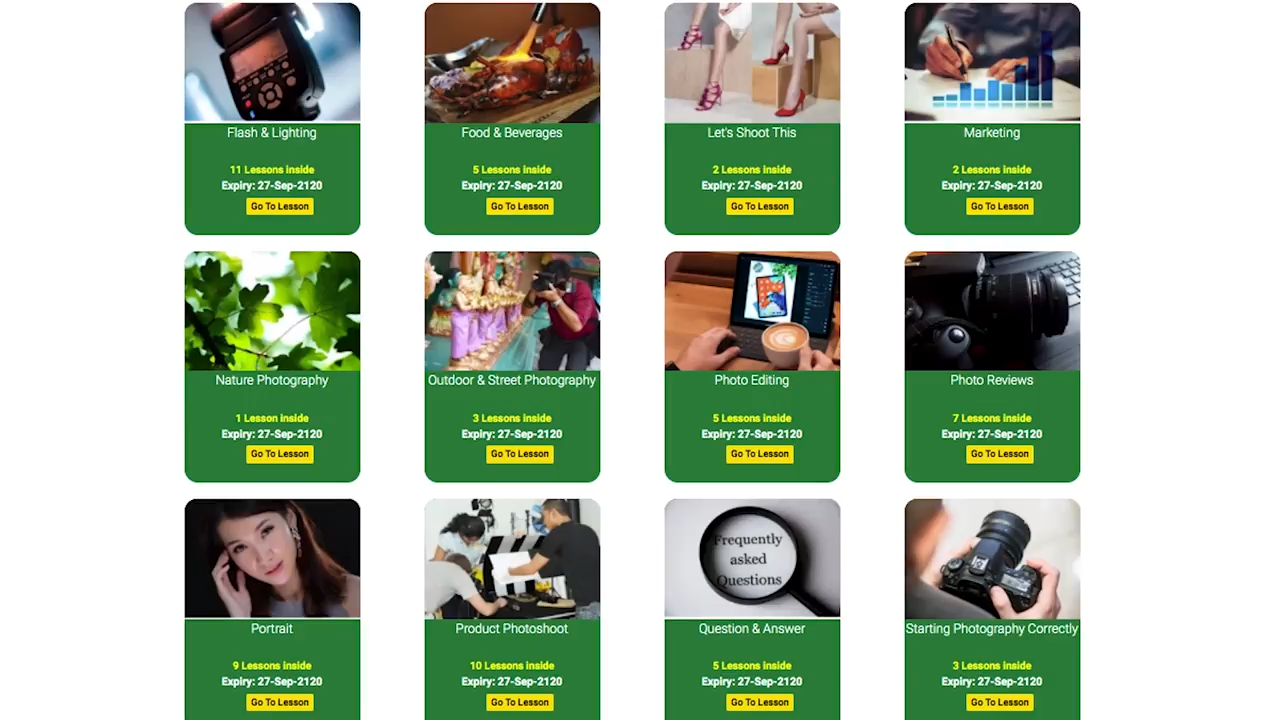 Flash & Lighting
11 Lessons inside
Expiry: 27-Sep-2120
Go To Lesson
Food & Beverages
5 Lessons inside
Expiry: 27-Sep-2120
Go To Lesson
Let's Shoot This
2 Lessons inside
Expiry: 27-Sep-2120
Go To Lesson
Marketing
2 Lessons inside
Expiry: 27-Sep-2120
Go To Lesson
Nature Photography
1 Lesson inside
Expiry: 27-Sep-2120
Go To Lesson
Outdoor & Street Photography
3 Lessons inside
Expiry: 27-Sep-2120
Go To Lesson
Photo Editing
5 Lessons inside
Expiry: 27-Sep-2120
Go To Lesson
Photo Reviews
7 Lessons inside
Expiry: 27-Sep-2120
Go To Lesson
Portrait
9 Lessons inside
Expiry: 27-Sep-2120
Go To Lesson
Product Photoshoot
10 Lessons inside
Expiry: 27-Sep-2120
Go To Lesson
Frequently
asked
Questions
Question & Answer
5 Lessons inside
Expiry: 27-Sep-2120
Go To Lesson
Starting Photography Correctly
3 Lessons inside
Expiry: 27-Sep-2120
Go To Lesson